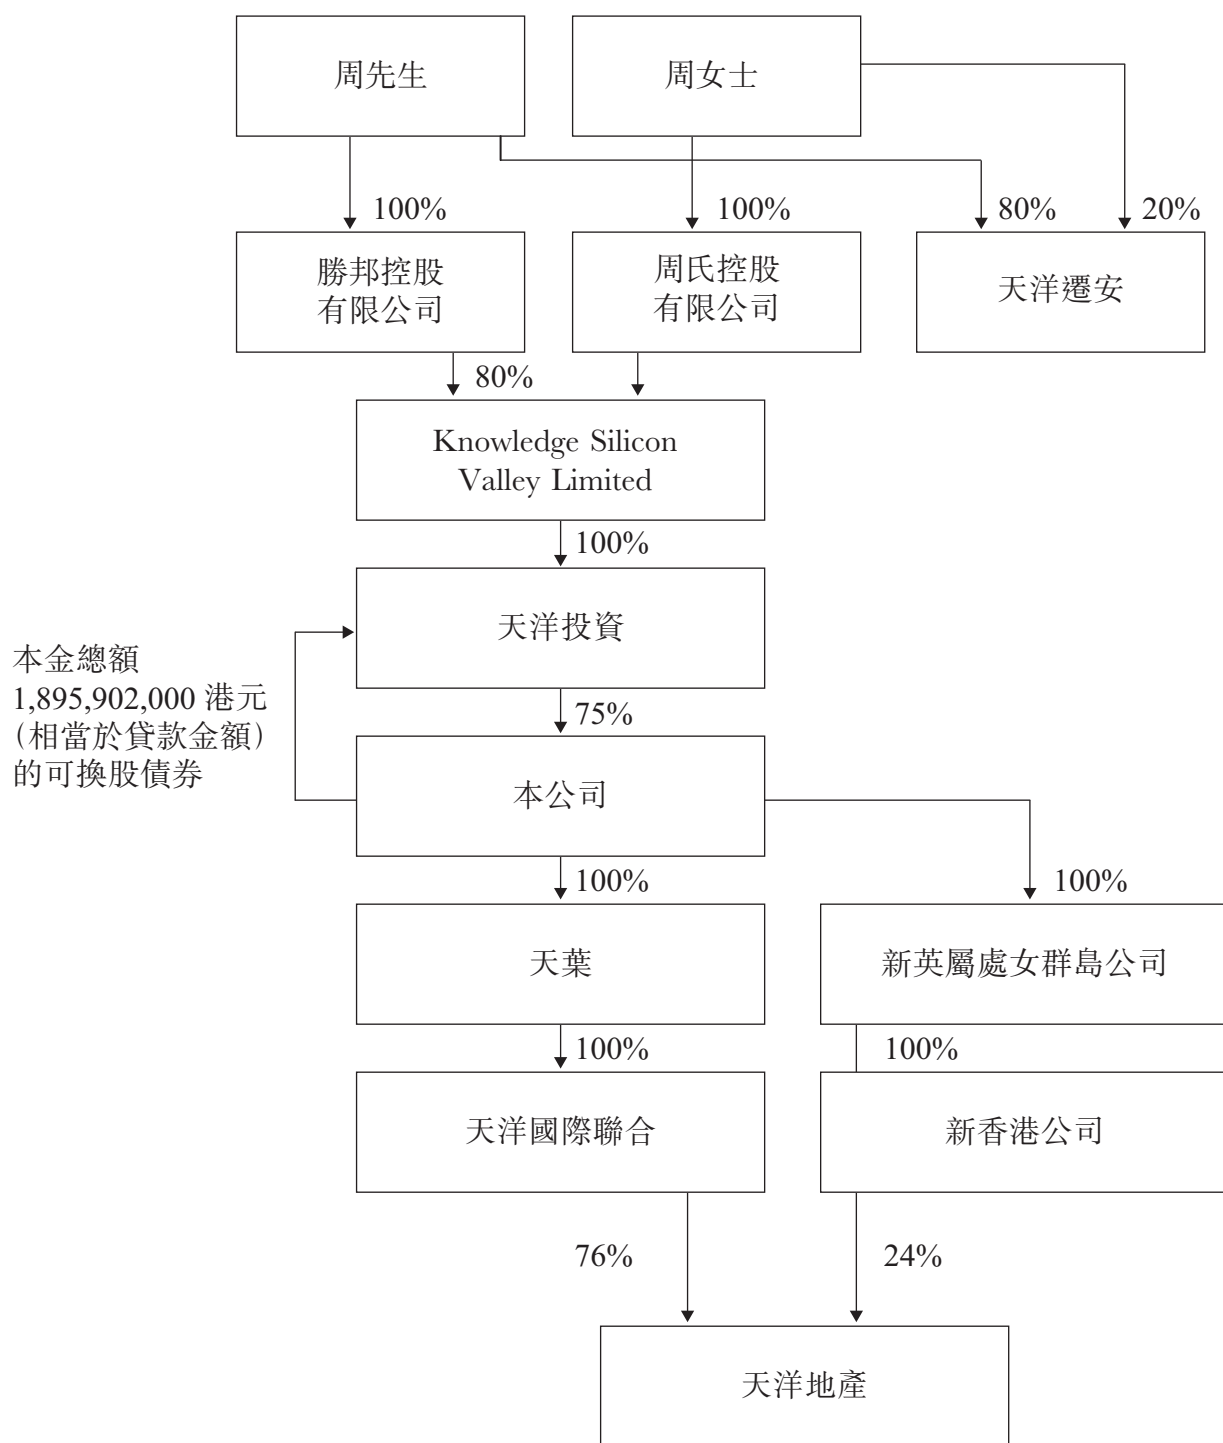 周先生
周女士
100%
100%
80%
20%
勝邦控股
有限公司
周氏控股
有限公司
天洋遷安
80%
Knowledge Silicon
Valley Limited
100%
天洋投資
本金總額
1,895,902,000 港元
（相當於貸款金額）
的可換股債券
75%
本公司
100%
100%
天葉
新英屬處女群島公司
100%
100%
天洋國際聯合
新香港公司
76%
24%
天洋地產